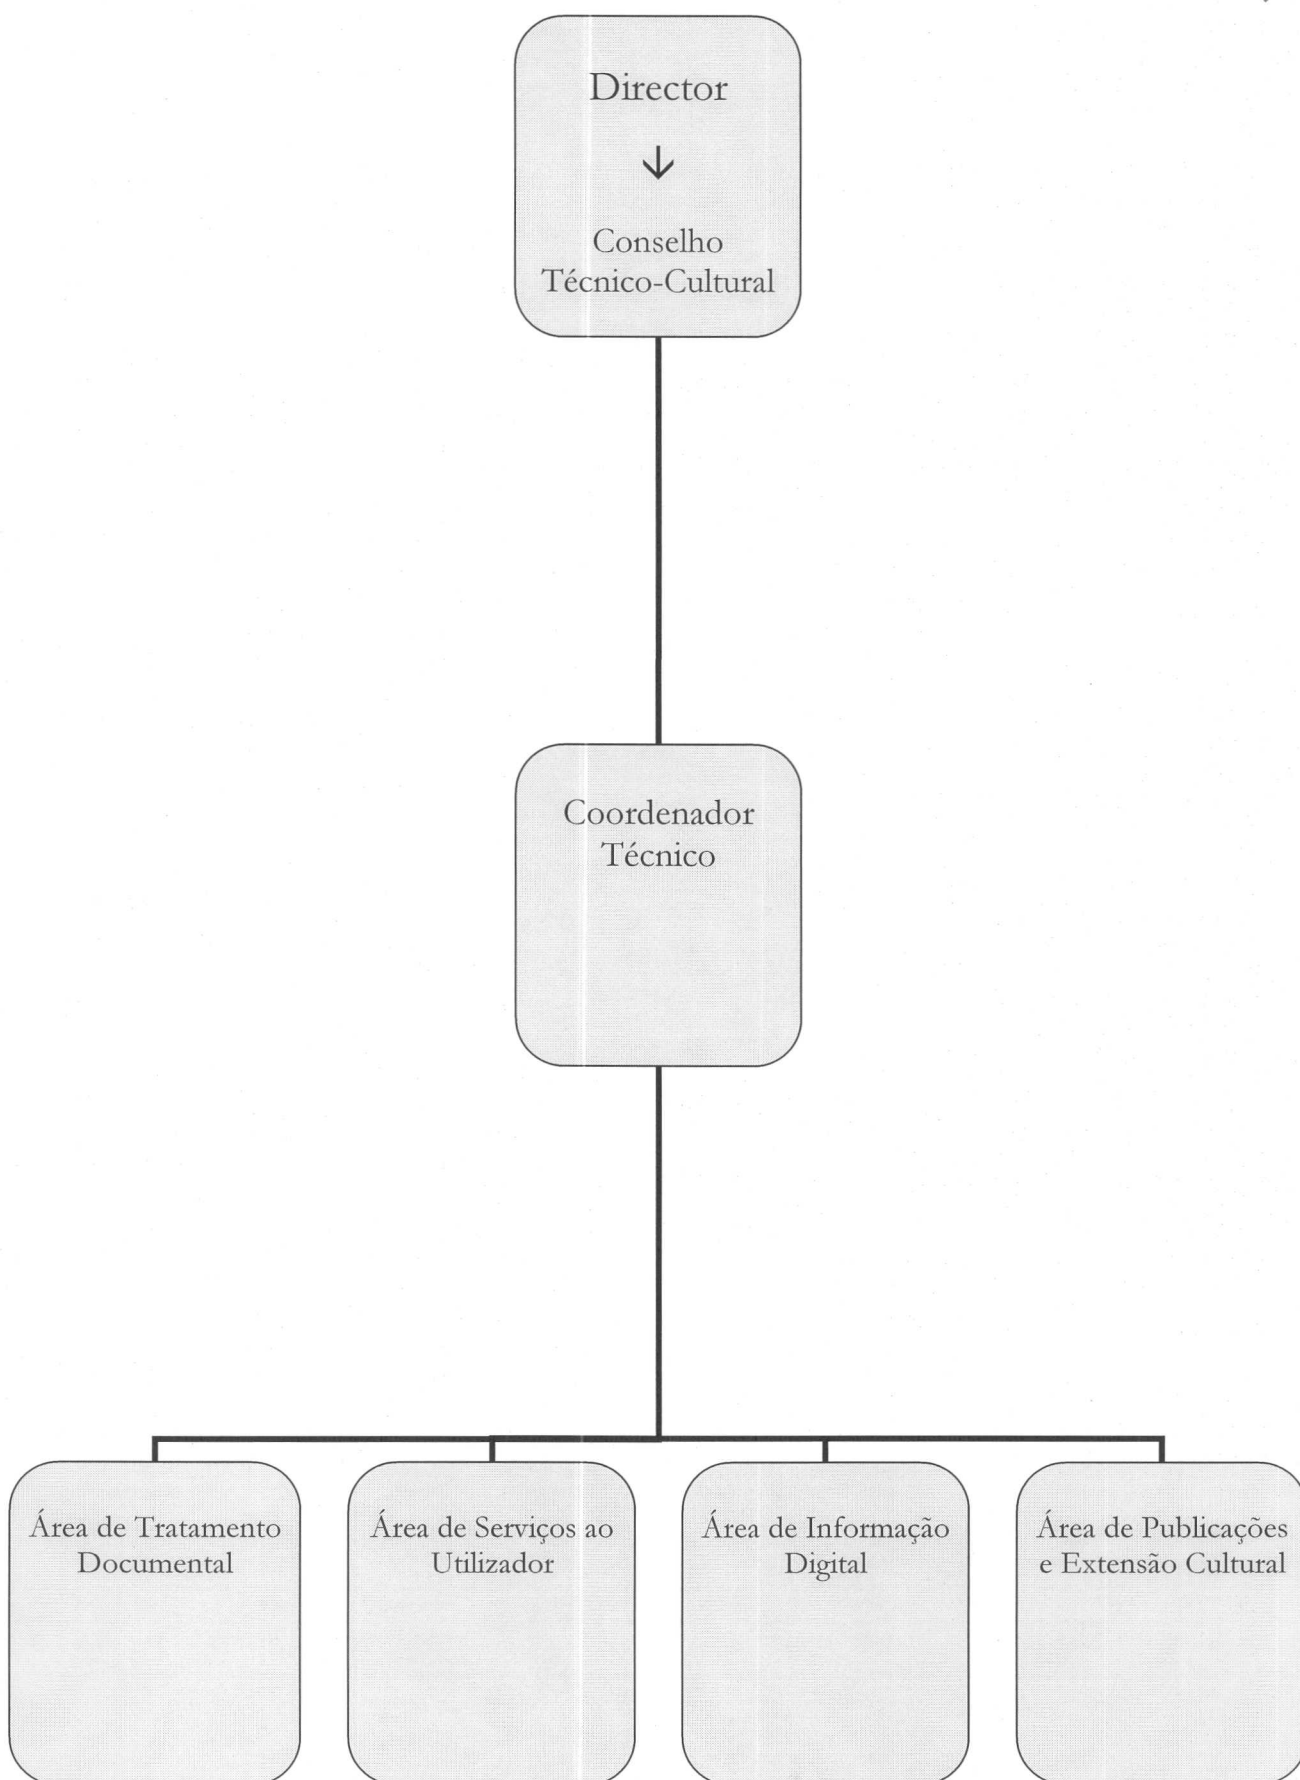 Director
↓
Conselho
Técnico-Cultural
Coordenador
Técnico
Área de Tratamento
Documental
Área de Serviços ao
Utilizador
Área de Informação
Digital
Área de Publicações
e Extensão Cultural